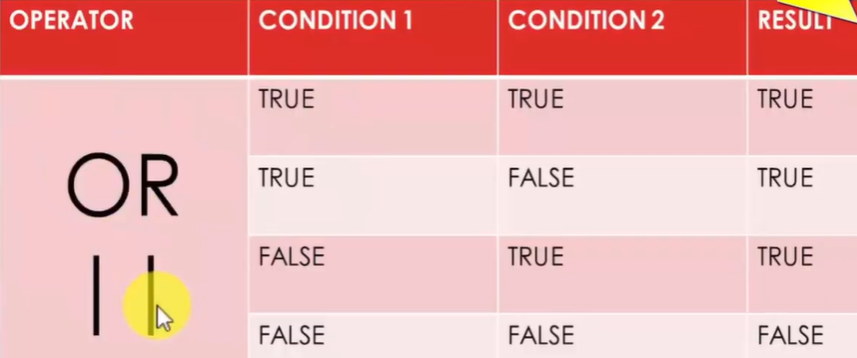 OPERATOR CONDITION 1 CONDITION 2 RESULT
TRUE TRUE TRUE
OR
TRUE FALSE TRUE
FALSE TRUE TRUE
||
FALSE FALSE FALSE